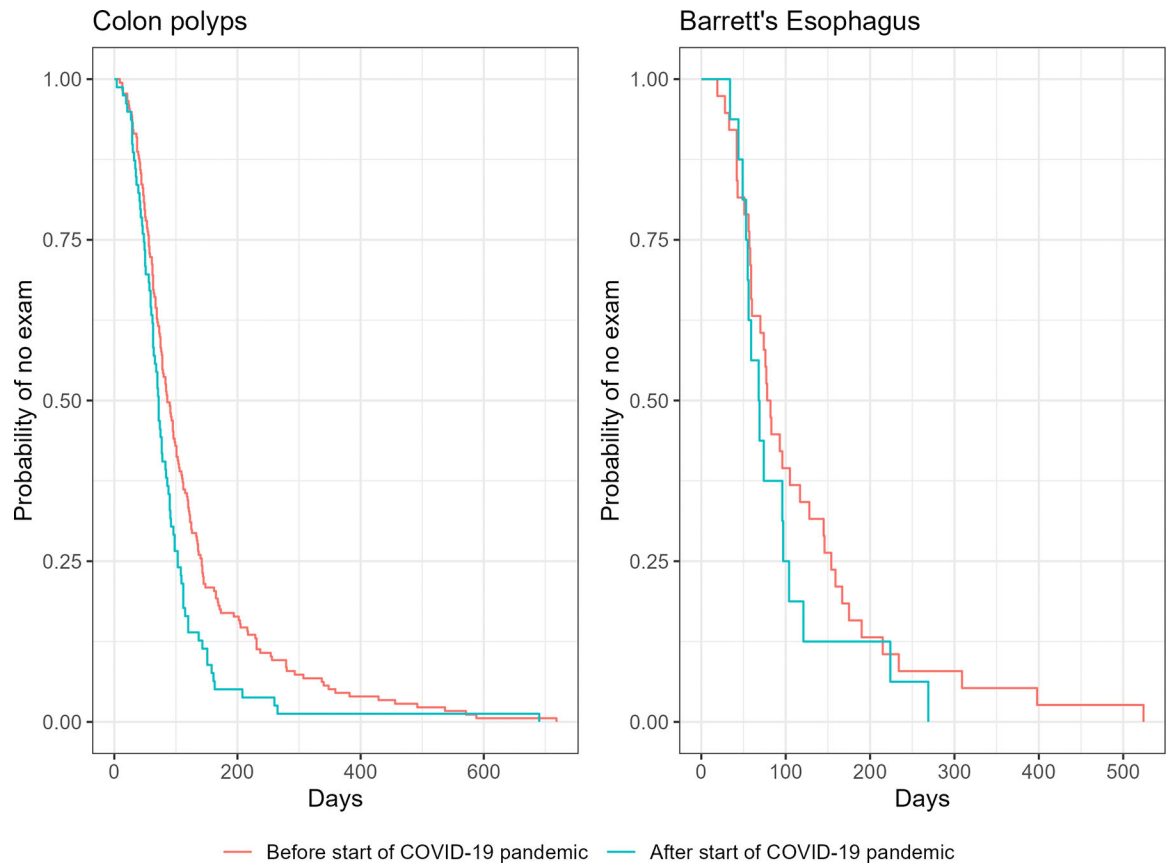 Colon polyps
Probability of no exam
1.00
0.75
0.50
0.25
0.00
0 200 400 600
Days
Barrett's Esophagus
Probability of no exam
1.00
0.75
0.50
0.25
0.00
0 100 200 300 400 500
Days
Before start of COVID-19 pandemic After start of COVID-19 pandemic